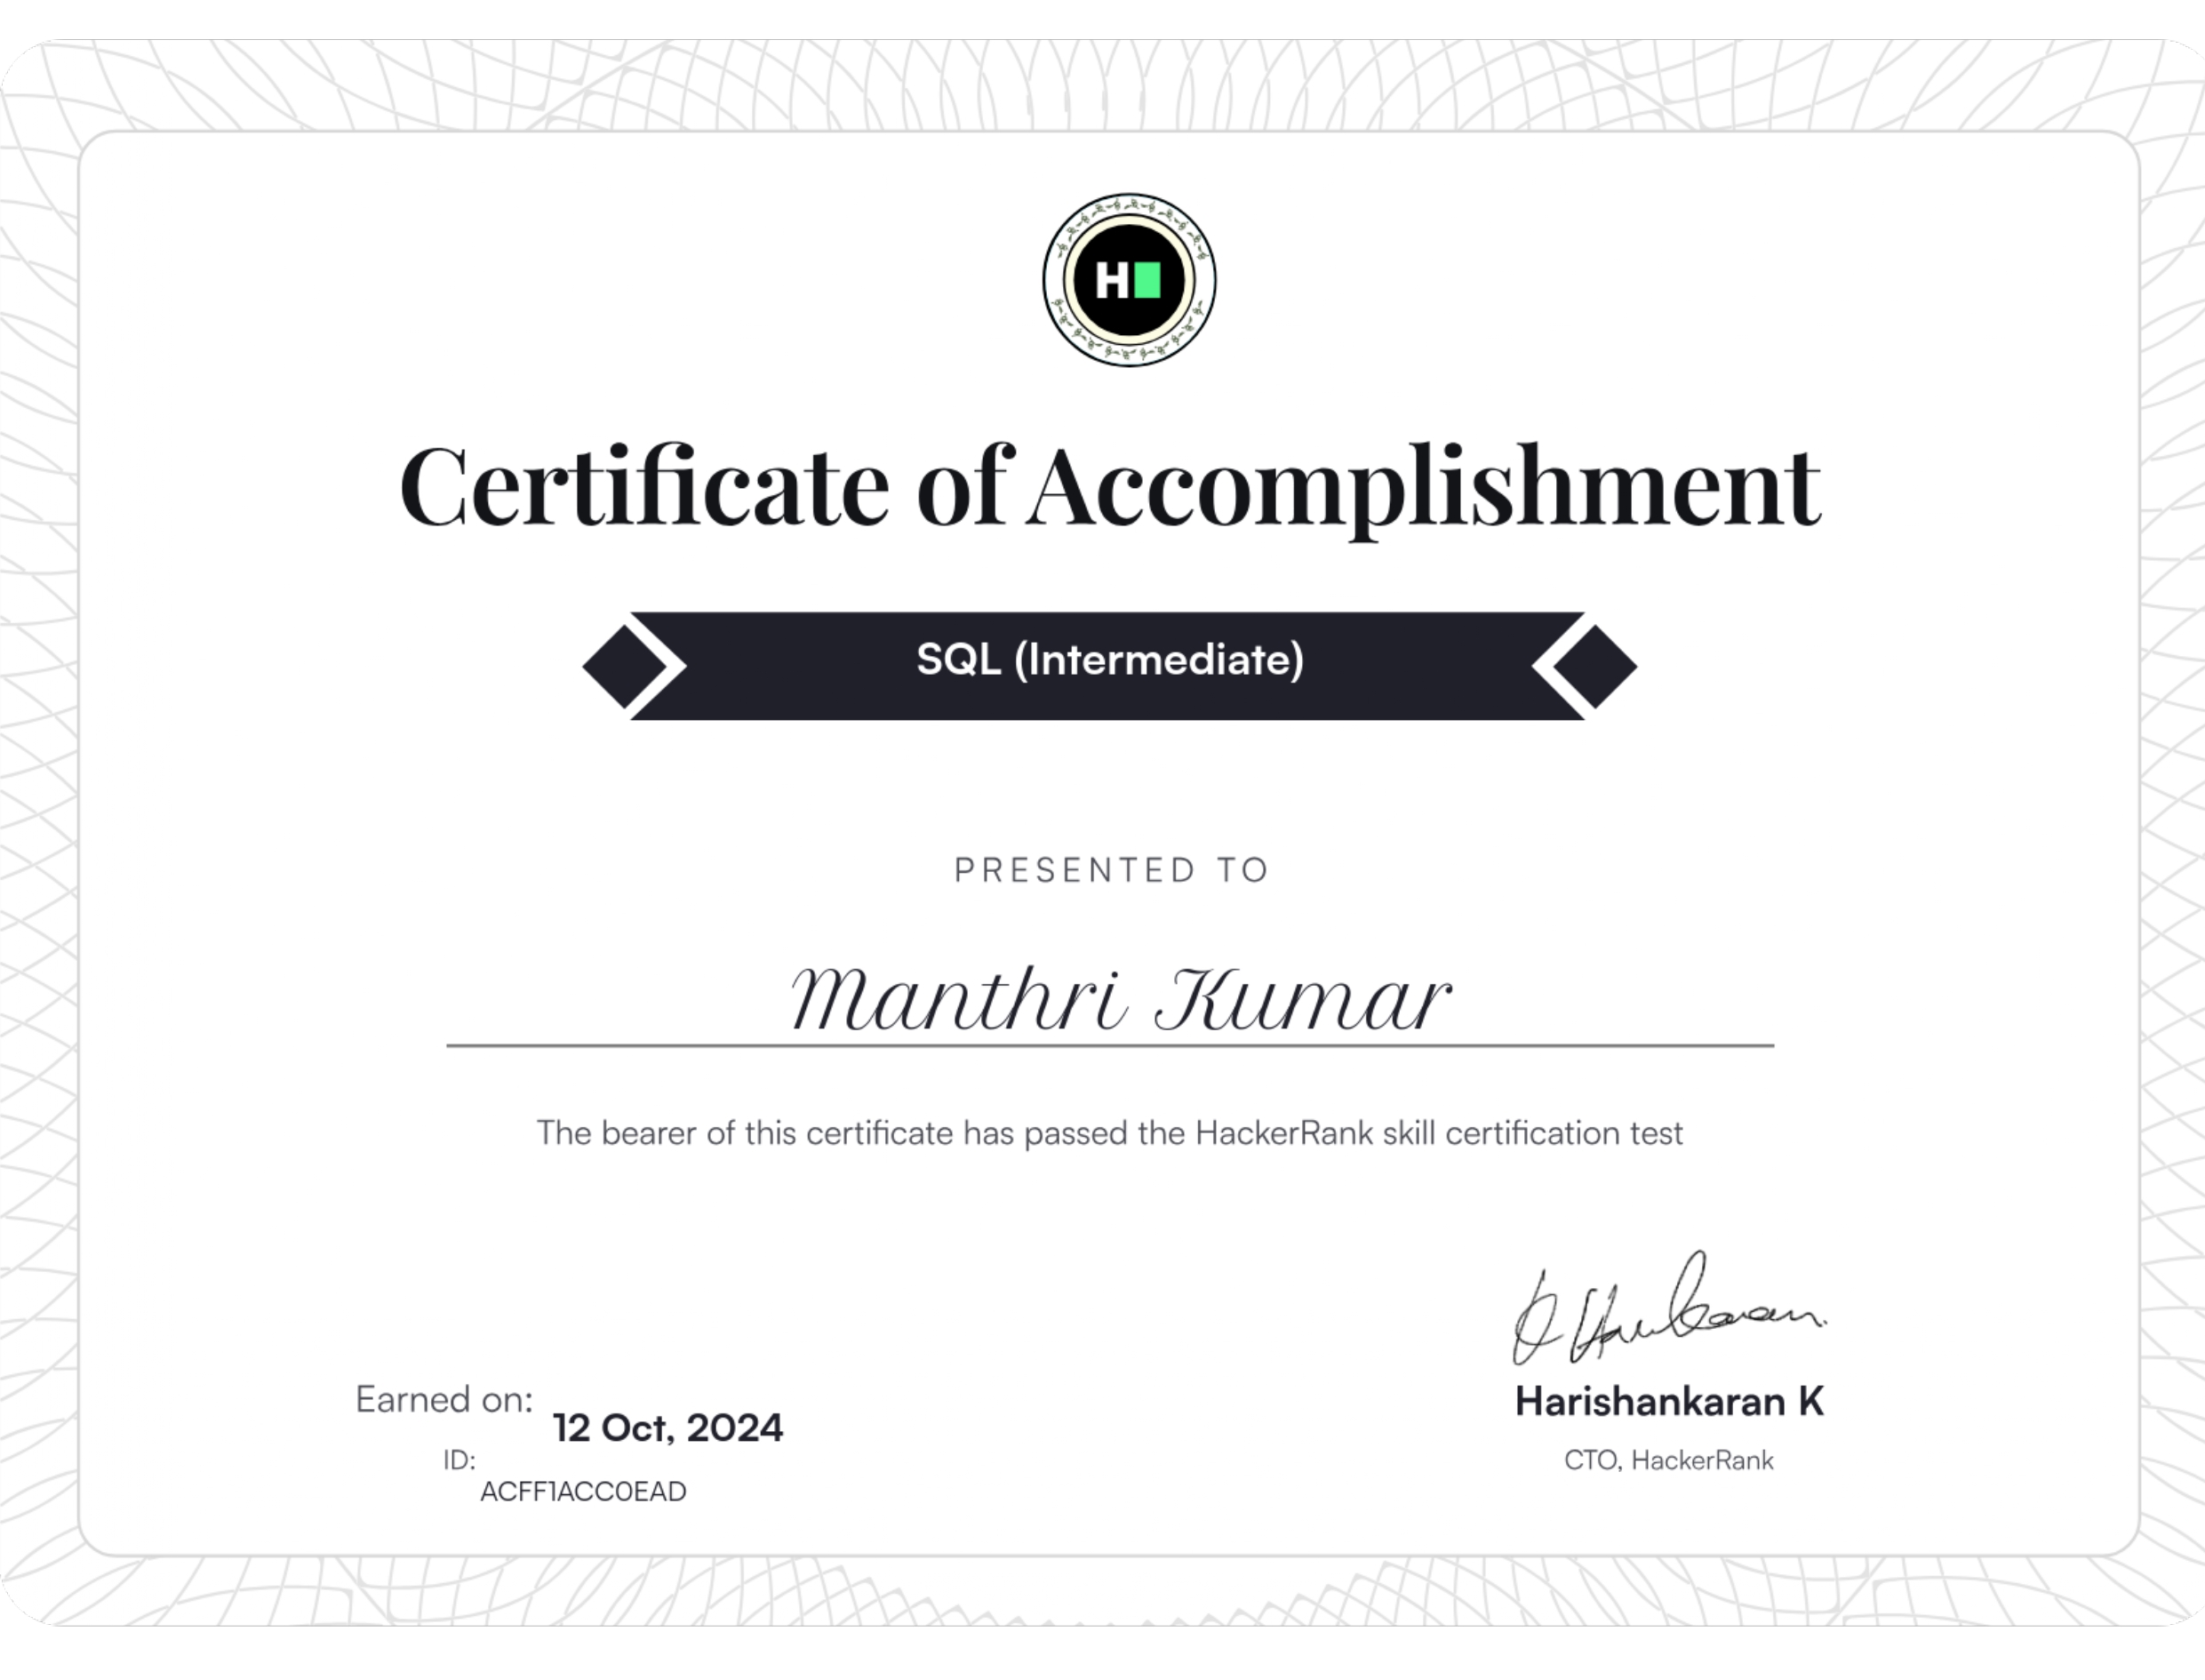 H
Certificate of Accomplishment
SQL (Intermediate)
PRESENTED TO
Manthri Kumar
The bearer of this certificate has passed the HackerRank skill certification test
Earned on: 12 Oct, 2024
ID: ACFF1ACC0EAD
K Harikaran.
Harishankaran K
CTO, HackerRank